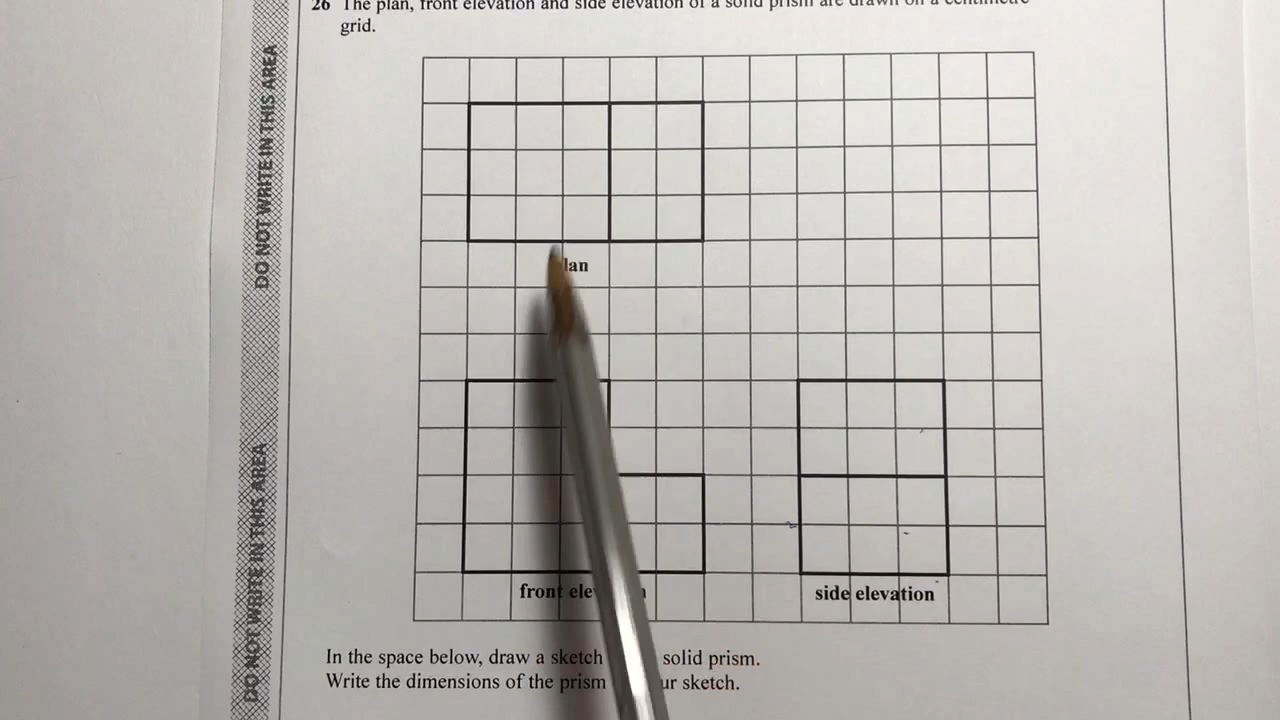 26 The plan, front elevation and side elevation of a solid prism are drawn on a centimetre
grid.
DO NOT WRITE IN THIS AREA
lan
front ele
side elevation
In the space below, draw a sketch solid prism.
Write the dimensions of the prism ur sketch.
DO NOT WRITE IN THIS AREA